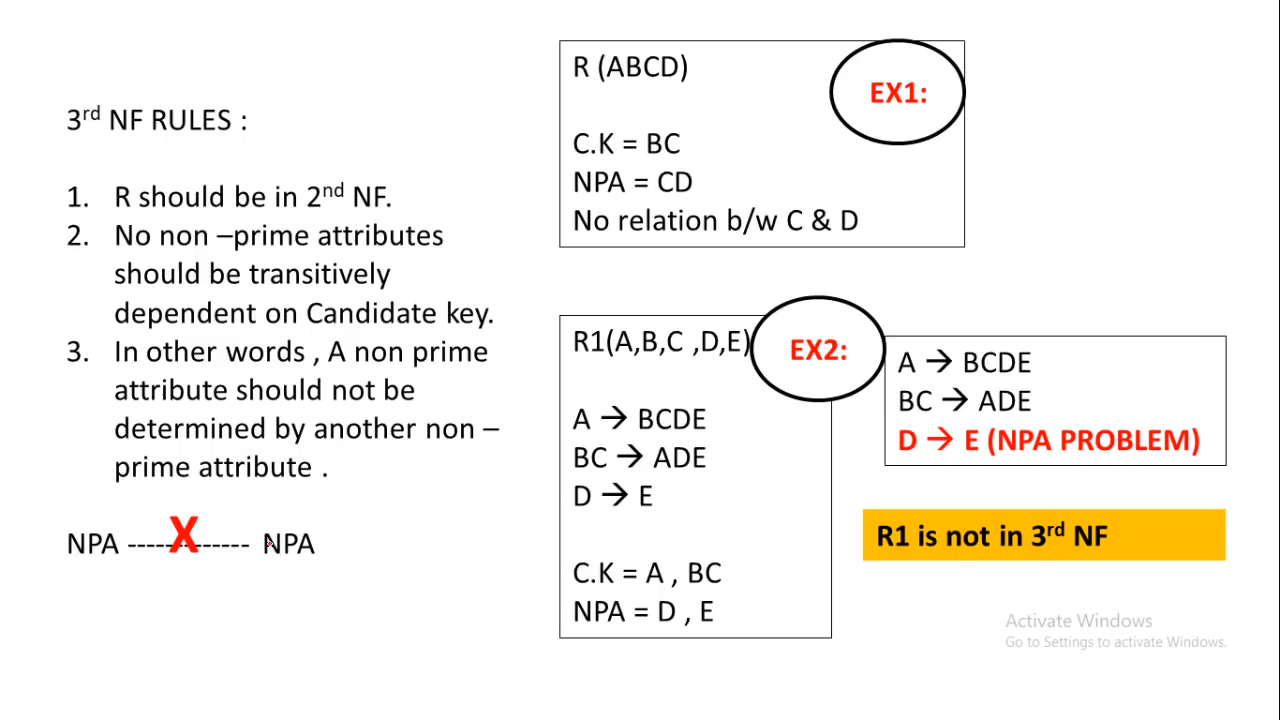 3rd NF RULES :
1. R should be in 2nd NF.
2. No non –prime attributes
should be transitively
dependent on Candidate key.
3. In other words , A non prime
attribute should not be
determined by another non –
prime attribute .
X
NPA ------------- NPA
R (ABCD)
EX1:
C.K = BC
NPA = CD
No relation b/w C & D
R1(A,B,C ,D,E)
EX2:
A → BCDE
BC → ADE
D → E
C.K = A , BC
NPA = D , E
A → BCDE
BC → ADE
D → E (NPA PROBLEM)
R1 is not in 3rd NF
Activate Windows
Go to Settings to activate Windows.